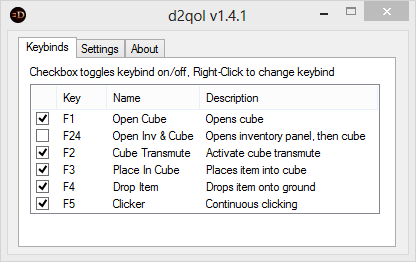 d2qol v1.4.1
Keybinds Settings About
Checkbox toggles keybind on/off, Right-Click to change keybind
Key Name Description
F1 Open Cube Opens cube
F24 Open Inv & Cube Opens inventory panel, then cube
F2 Cube Transmute Activate cube transmute
F3 Place In Cube Places item into cube
F4 Drop Item Drops item onto ground
F5 Clicker Continuous clicking